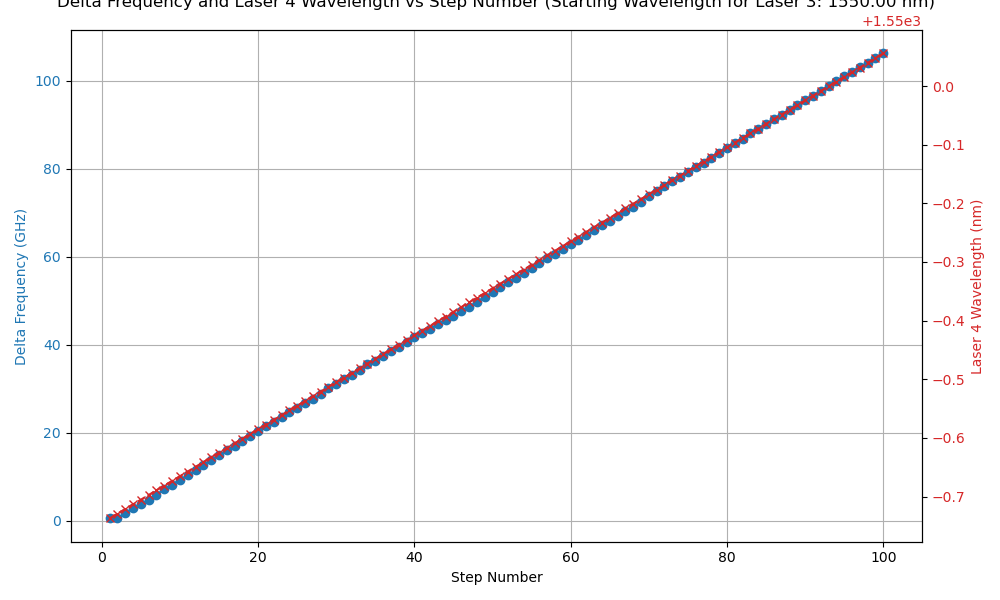 Delta Frequency and Laser 4 Wavelength vs Step Number (Starting Wavelength for Laser 3: 1550.00 nm)
+1.55e3
100
80
60
40
20
0
Delta Frequency (GHz)
0.0
−0.1
−0.2
−0.3
−0.4
−0.5
−0.6
−0.7
Laser 4 Wavelength (nm)
0 20 40 60 80 100
Step Number